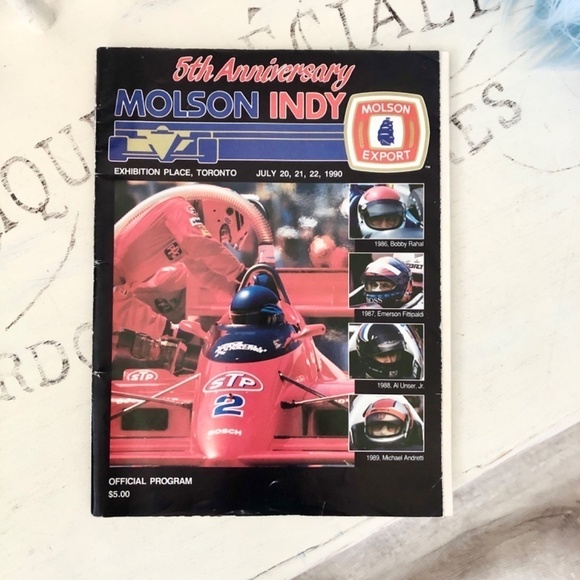 5th Anniversary
MOLSON INDY
MOLSON
EXPORT
EXHIBITION PLACE, TORONTO JULY 20, 21, 22, 1990
1986, Bobby Rahal
1987, Emerson Fittipaldi
1988, Al Unser, Jr.
1989, Michael Andretti
STP
STP
2
BOSCH
OFFICIAL PROGRAM
$5.00